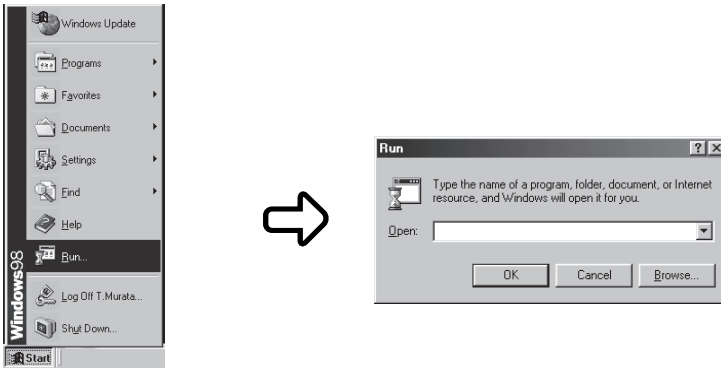 Windows Update
Programs
Favorites
Documents
Settings
Find
Help
Run...
Log Off T.Murata...
Shut Down...
Windows98
Start
Run
Type the name of a program, folder, document, or Internet
resource, and Windows will open it for you.
Open:
OK
Cancel
Browse...